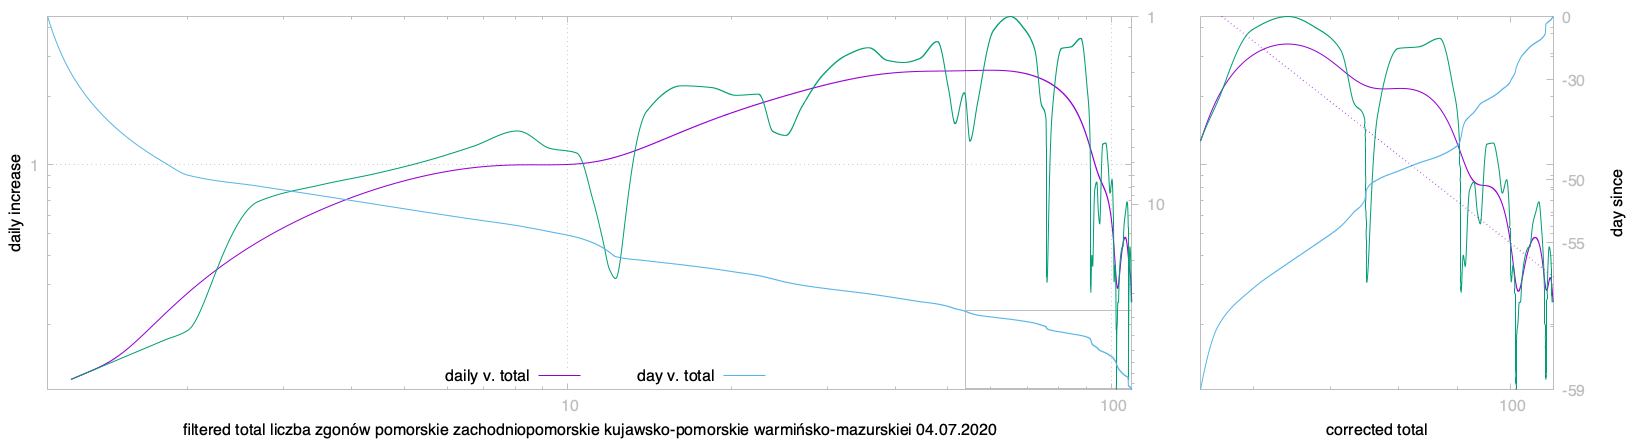 1
0
daily increase
1
-30
10
-50
-55
day since
daily v. total
day v. total
-59
10
100
100
filtered total liczba zgonów pomorskie zachodniopomorskie kujawsko-pomorskie warmińsko-mazurskiei 04.07.2020
corrected total